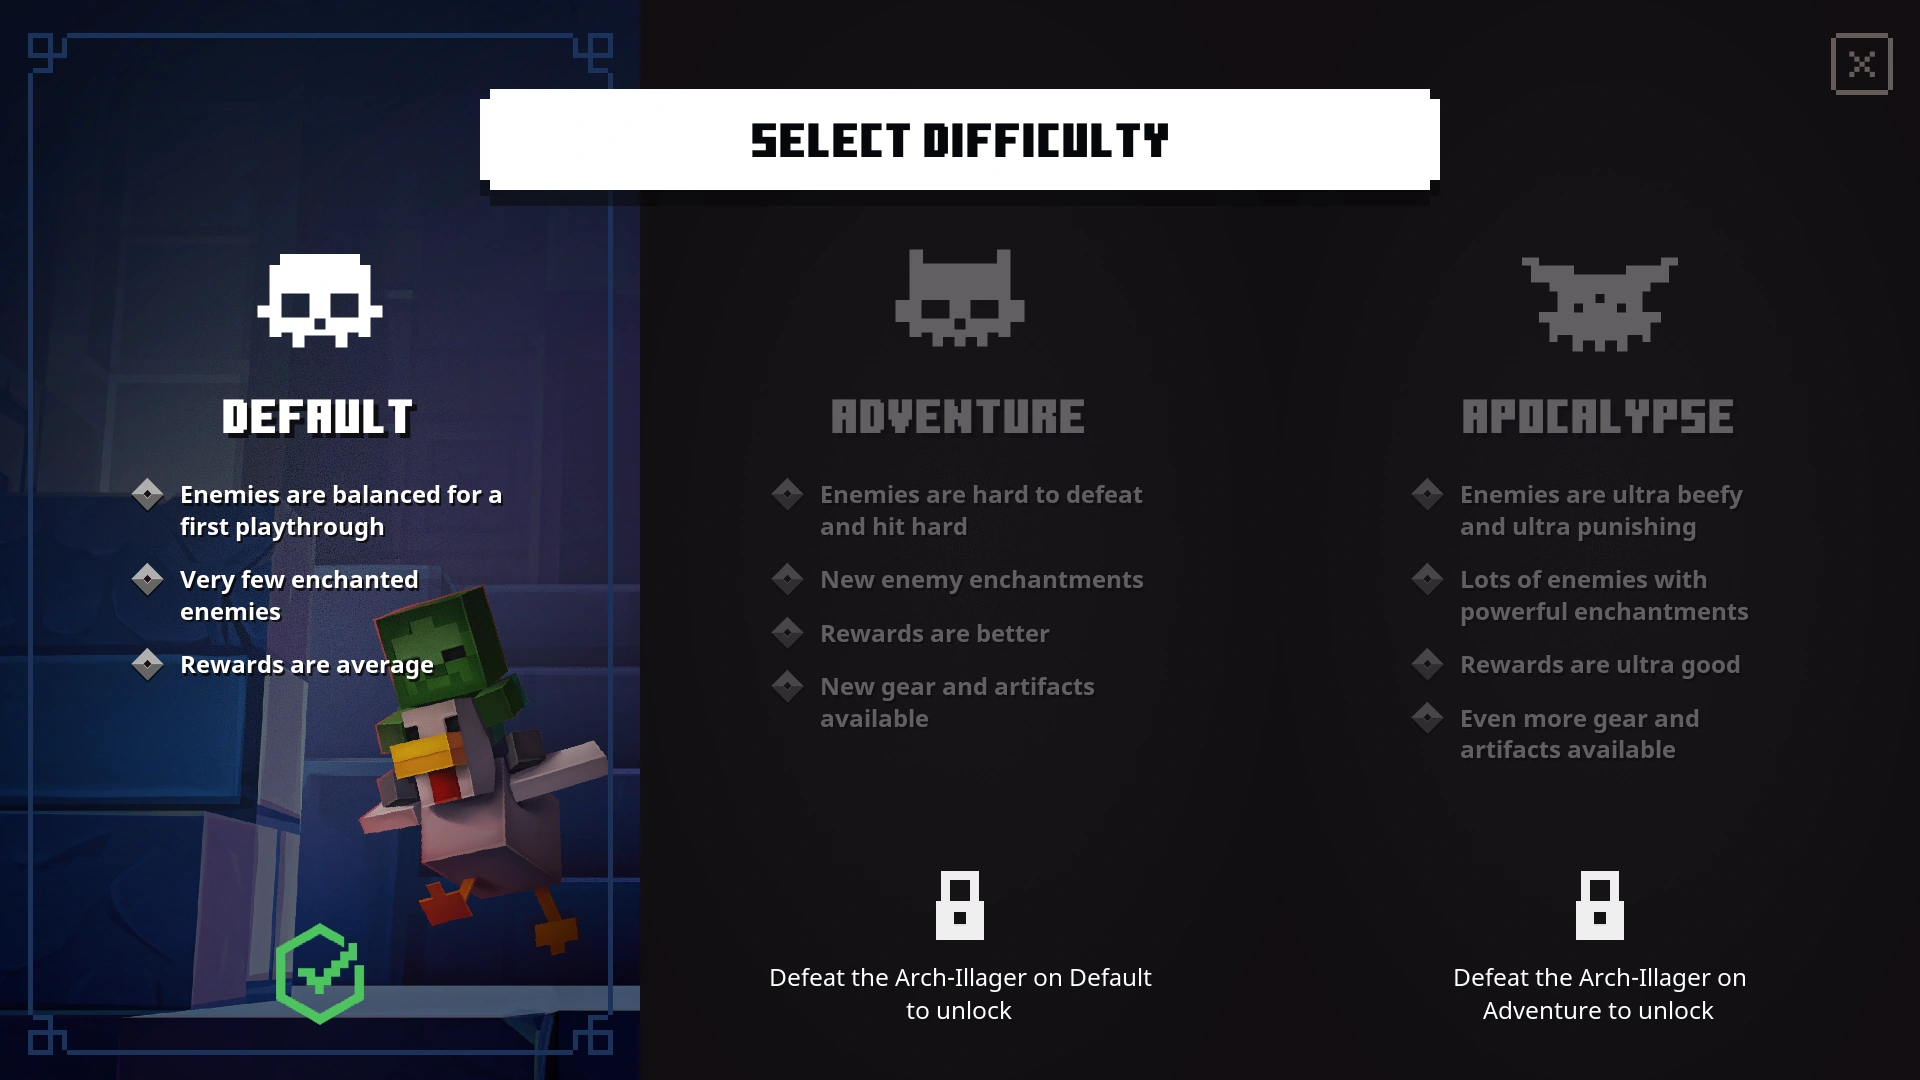 SELECT DIFFICULTY
DEFAULT
Enemies are balanced for a
first playthrough
Very few enchanted
enemies
Rewards are average
ADVENTURE
Enemies are hard to defeat
and hit hard
New enemy enchantments
Rewards are better
New gear and artifacts
available
Defeat the Arch-Illager on Default
to unlock
APOCALYPSE
Enemies are ultra beefy
and ultra punishing
Lots of enemies with
powerful enchantments
Rewards are ultra good
Even more gear and
artifacts available
Defeat the Arch-Illager on
Adventure to unlock